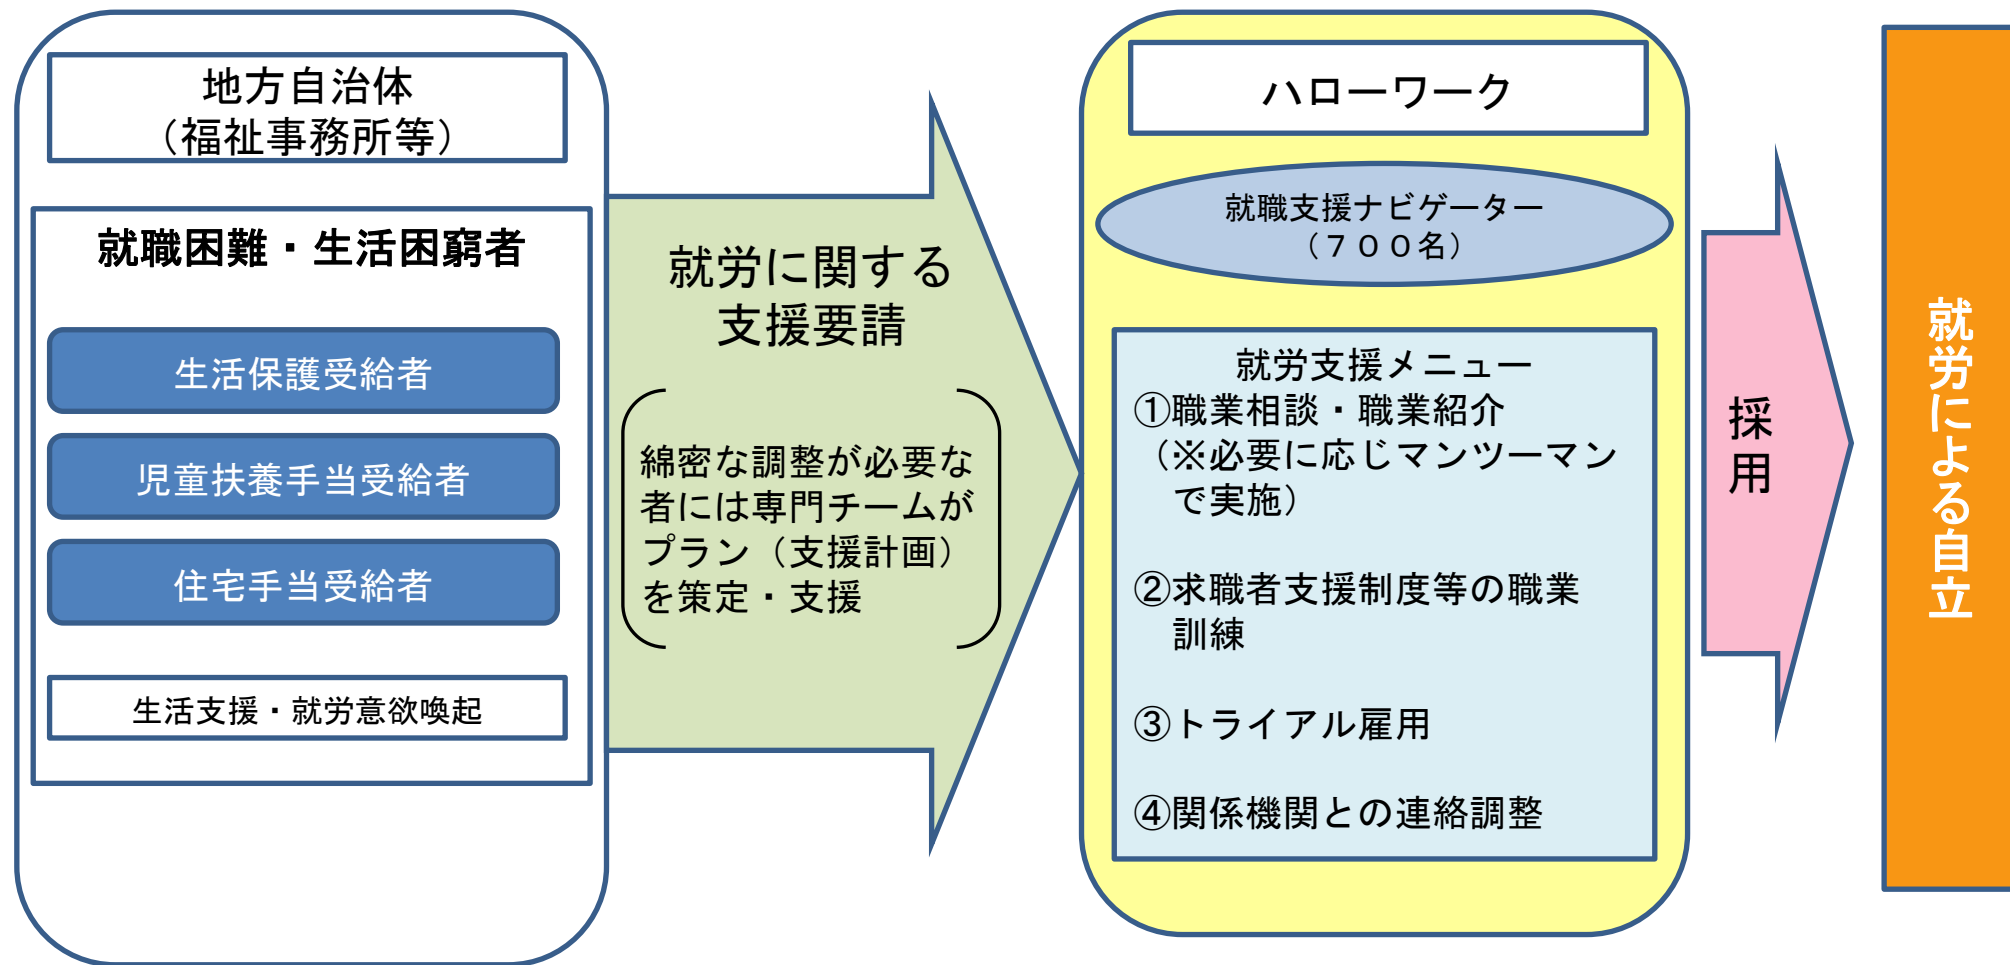 地方自治体
（福祉事務所等）
就職困難・生活困窮者
生活保護受給者
児童扶養手当受給者
住宅手当受給者
生活支援・就労意欲喚起
就労に関する
支援要請
綿密な調整が必要な
者には専門チームが
プラン（支援計画）
を策定・支援
ハローワーク
就職支援ナビゲーター
（７００名）
就労支援メニュー
①職業相談・職業紹介
（※必要に応じマンツーマン
で実施）
②求職者支援制度等の職業
訓練
③トライアル雇用
④関係機関との連絡調整
採用
就労による自立